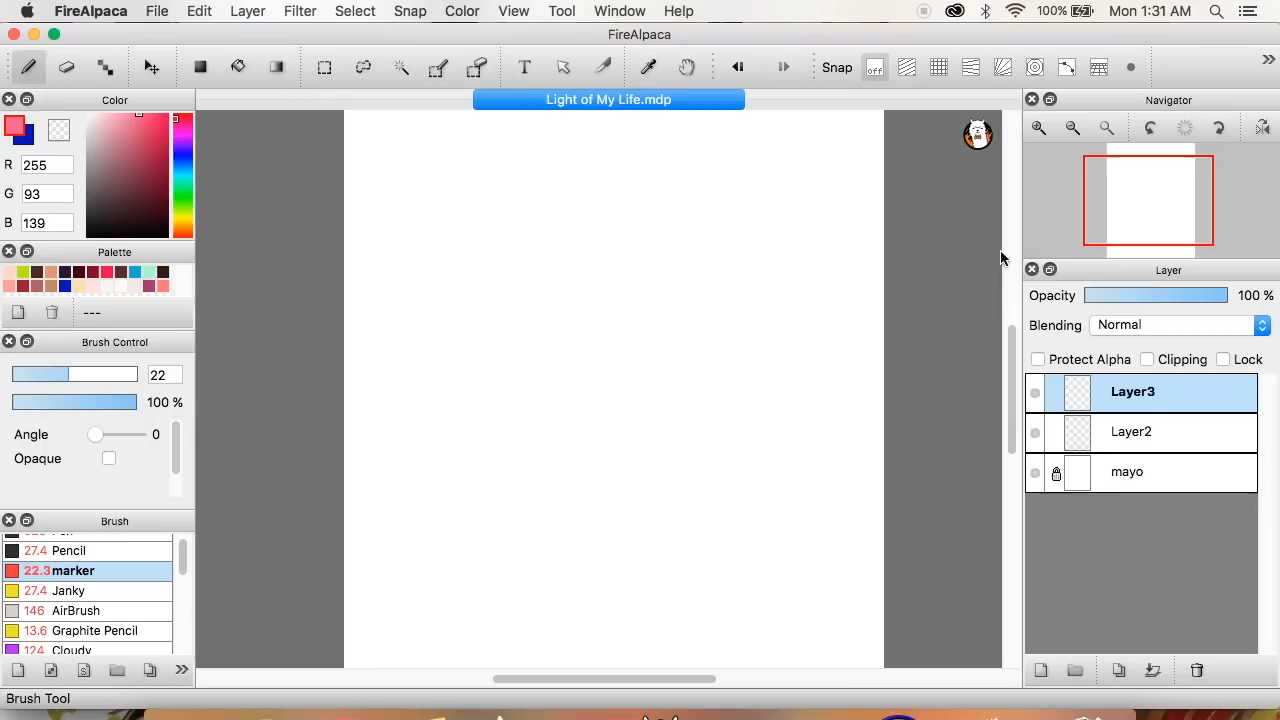 FireAlpaca File Edit Layer Filter Select Snap Color View Tool Window Help 100% Mon 1:31 AM
FireAlpaca
Snap off
Color
Light of My Life.mdp
Navigator
R 255
G 93
B 139
Palette
---
Layer
Opacity 100 %
Blending Normal
Protect Alpha Clipping Lock
Layer3
Layer2
mayo
Brush Control
22
100 %
Angle 0
Opaque
Brush
27.4 Pencil
22.3 marker
27.4 Janky
146 AirBrush
13.6 Graphite Pencil
124 Cloudy
Brush Tool